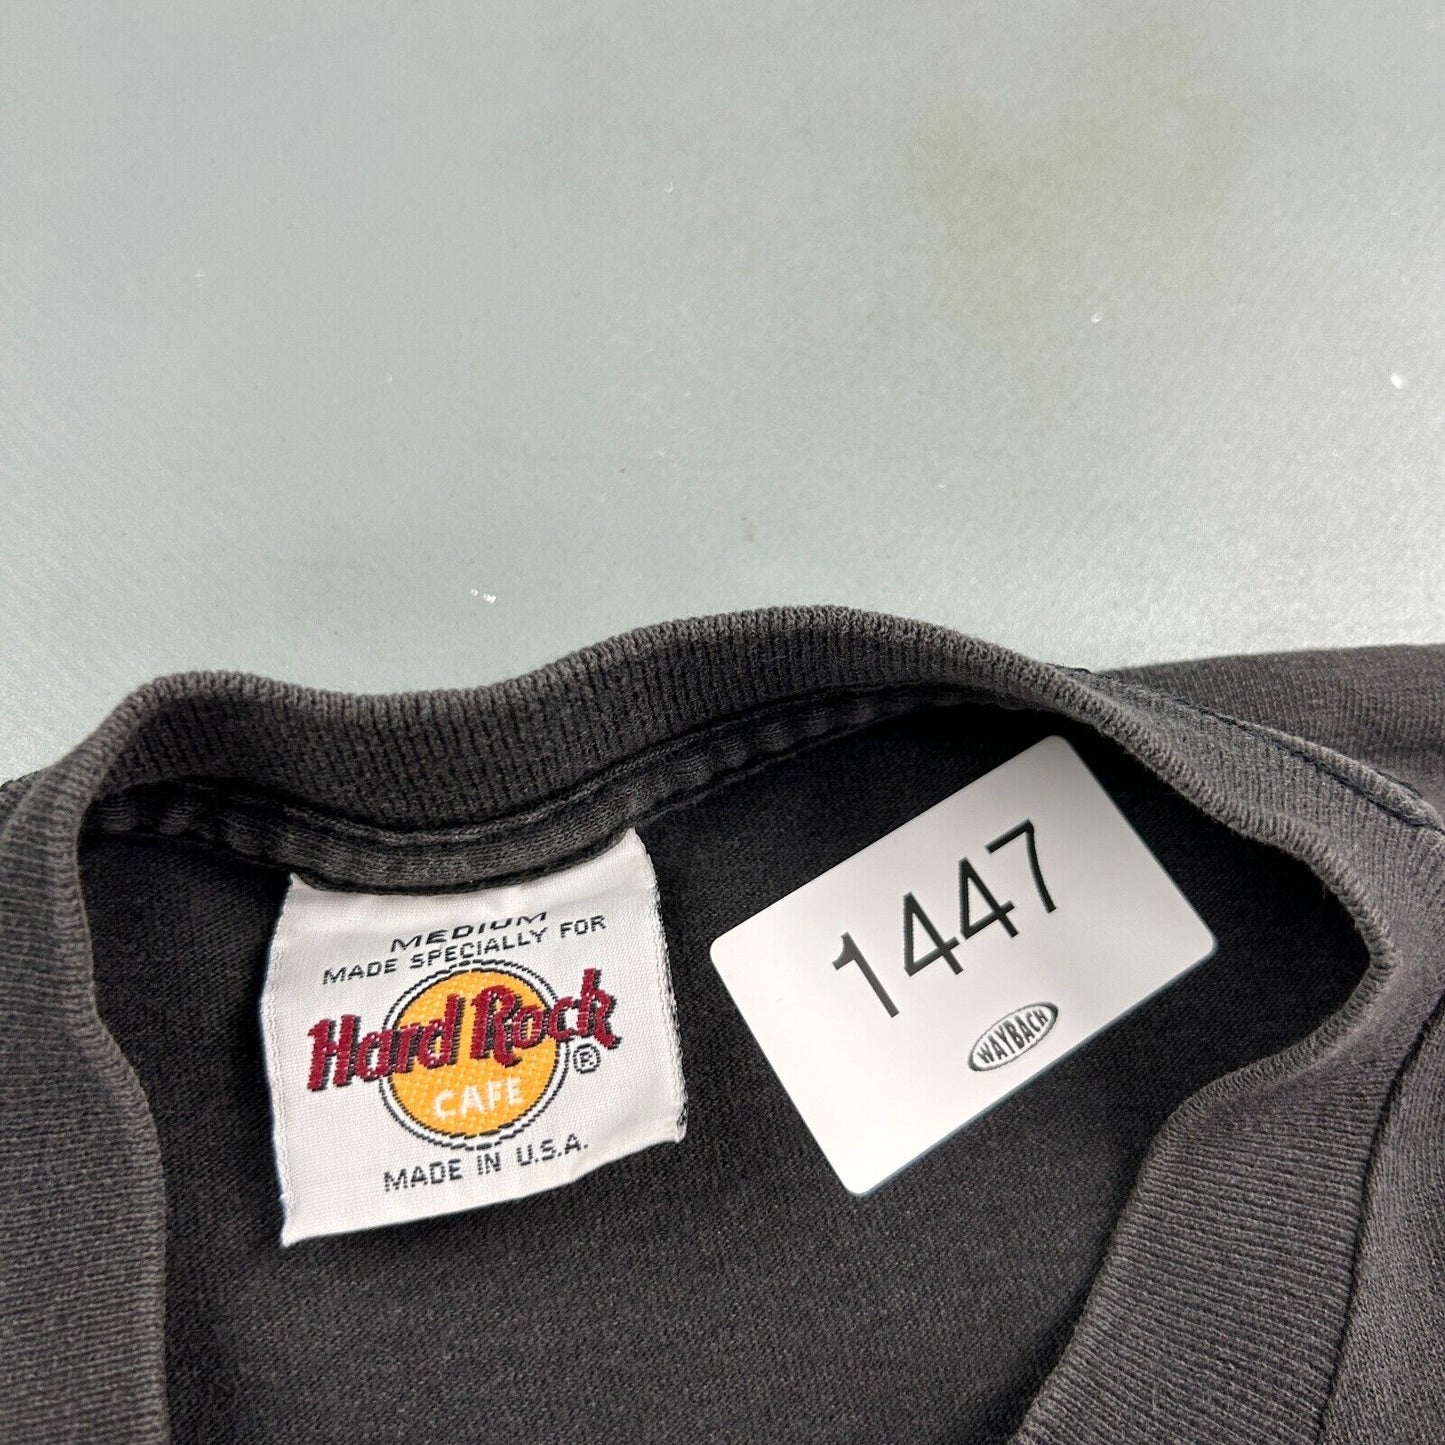 MEDIUM
MADE SPECIALLY FOR
Hard Rock
®
CAFE
MADE IN U.S.A.
1447
WAYBACH